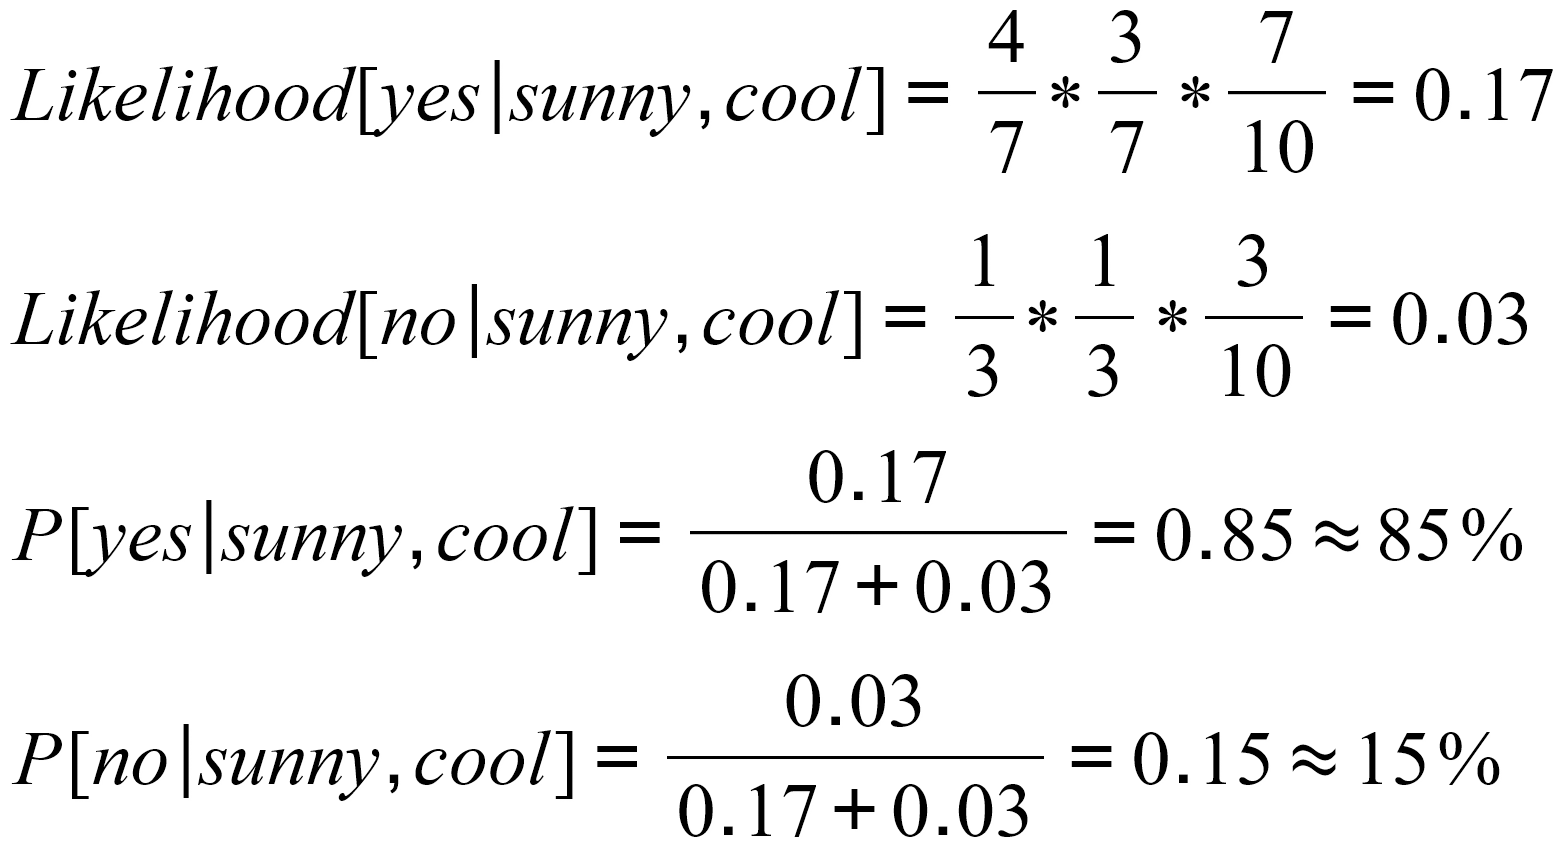 Likelihood[yes|sunny,cool] = 4/7 * 3/7 * 7/10 = 0.17
Likelihood[no|sunny,cool] = 1/3 * 1/3 * 3/10 = 0.03
P[yes|sunny,cool] = 0.17/(0.17+0.03) = 0.85 ≈ 85%
P[no|sunny,cool] = 0.03/(0.17+0.03) = 0.15 ≈ 15%